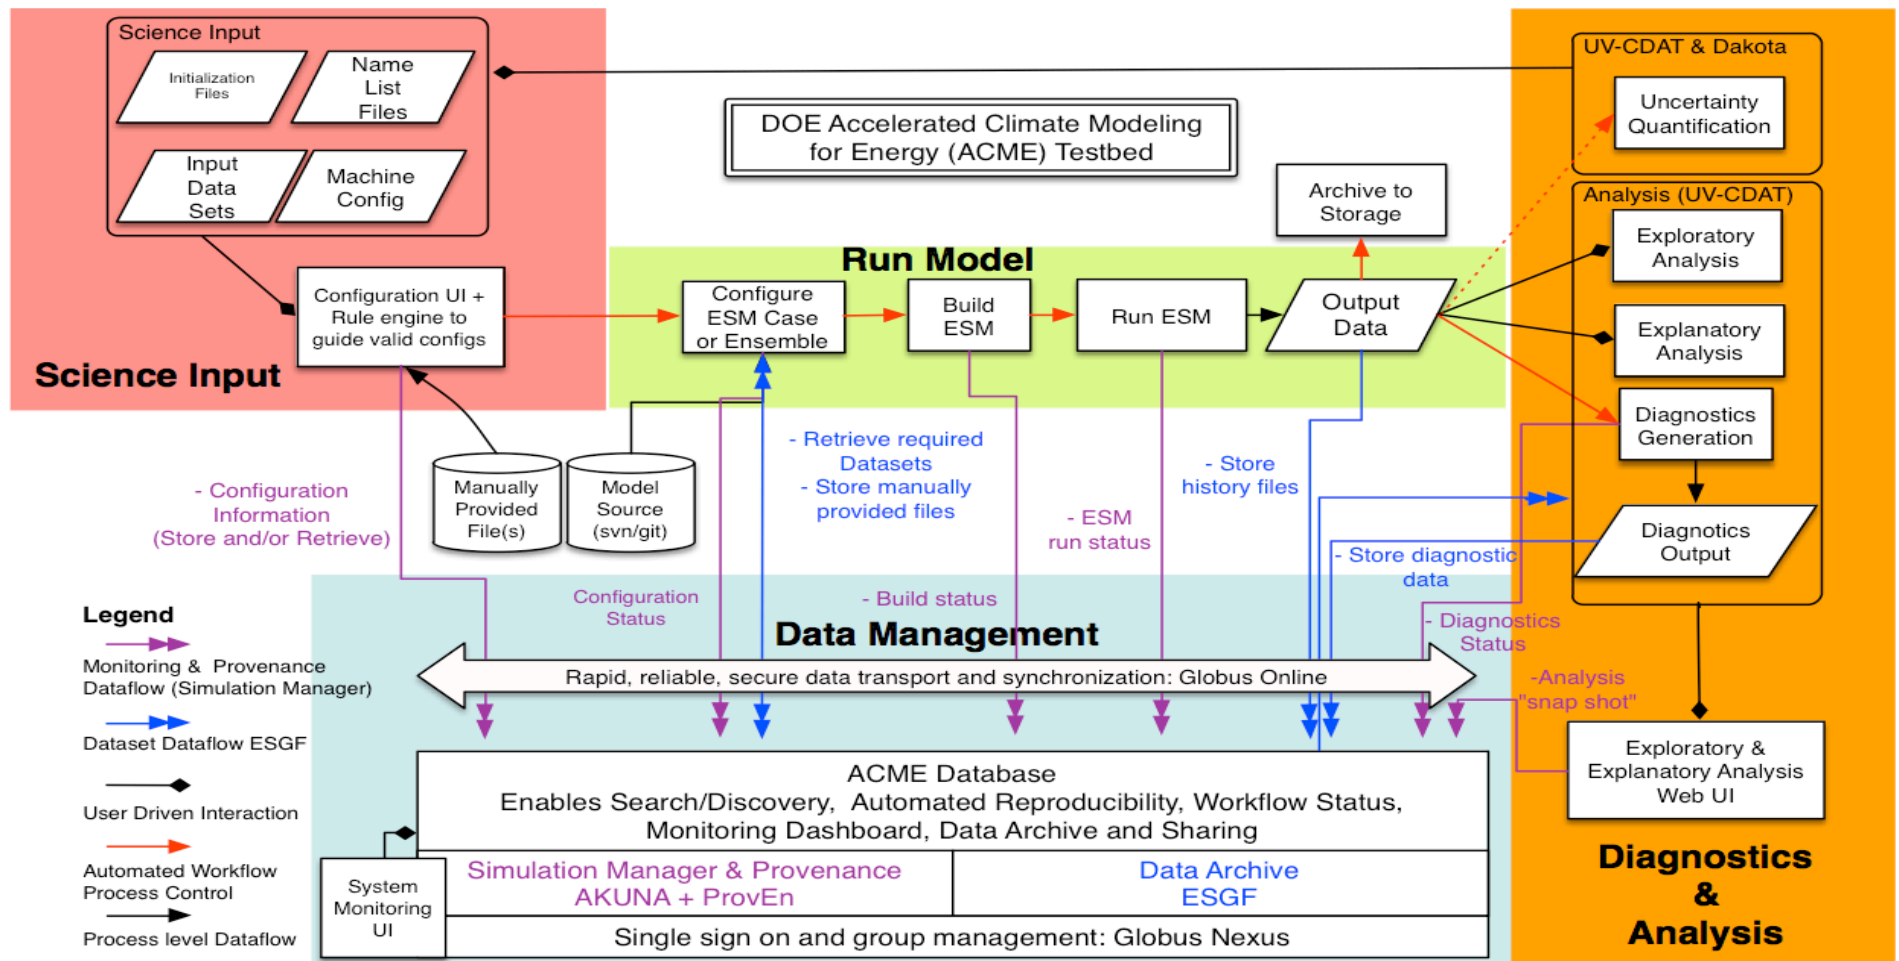 Science Input
Initialization
Files
Name
List
Files
Input
Data
Sets
Machine
Config
Configuration UI +
Rule engine to
guide valid configs
Science Input
DOE Accelerated Climate Modeling
for Energy (ACME) Testbed
Run Model
Configure
ESM Case
or Ensemble
Build
ESM
Run ESM
Output
Data
Archive to
Storage
UV-CDAT & Dakota
Uncertainty
Quantification
Analysis (UV-CDAT)
Exploratory
Analysis
Explanatory
Analysis
Diagnostics
Generation
Diagnotics
Output
Manually
Provided
File(s)
Model
Source
(svn/git)
- Configuration
Information
(Store and/or Retrieve)
- Retrieve required
Datasets
- Store manually
provided files
- ESM
run status
- Store
history files
- Store diagnostic
data
Configuration
Status
- Build status
- Diagnostics
Status
-Analysis
"snap shot"
Data Management
Rapid, reliable, secure data transport and synchronization: Globus Online
Exploratory &
Explanatory Analysis
Web UI
Diagnostics
&
Analysis
ACME Database
Enables Search/Discovery, Automated Reproducibility, Workflow Status,
Monitoring Dashboard, Data Archive and Sharing
Simulation Manager & Provenance
AKUNA + ProvEn
Data Archive
ESGF
Single sign on and group management: Globus Nexus
System
Monitoring
UI
Legend
Monitoring & Provenance
Dataflow (Simulation Manager)
Dataset Dataflow ESGF
User Driven Interaction
Automated Workflow
Process Control
Process level Dataflow